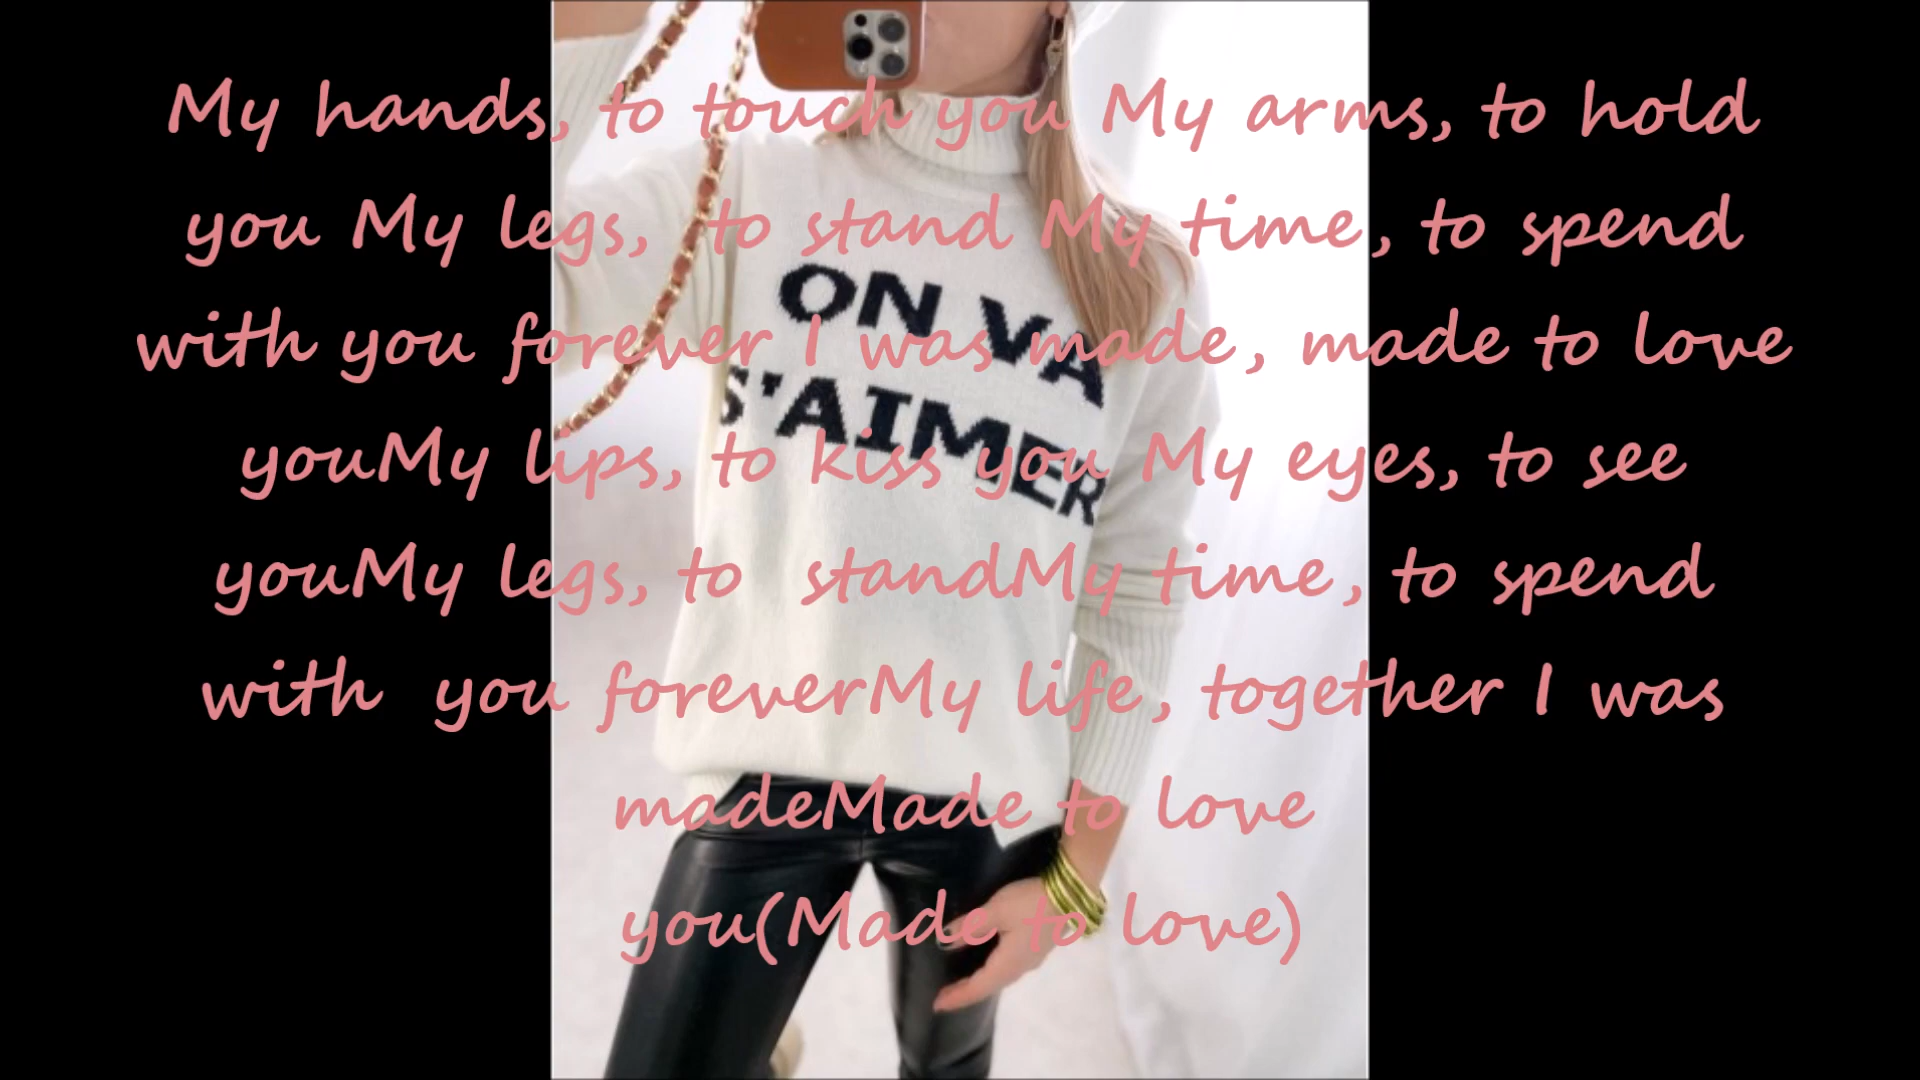 My hands, to touch you My arms, to hold
you My legs, to stand My time, to spend
with you forever I was made, made to love
youMy lips, to kiss you My eyes, to see
youMy legs, to stand My time, to spend
with you foreverMy life, together I was
madeMade to love
you(Made to love)
ON VA
S'AIMER